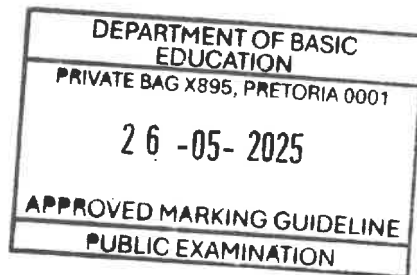 DEPARTMENT OF BASIC
EDUCATION
PRIVATE BAG X895, PRETORIA 0001
26 -05- 2025
APPROVED MARKING GUIDELINE
PUBLIC EXAMINATION